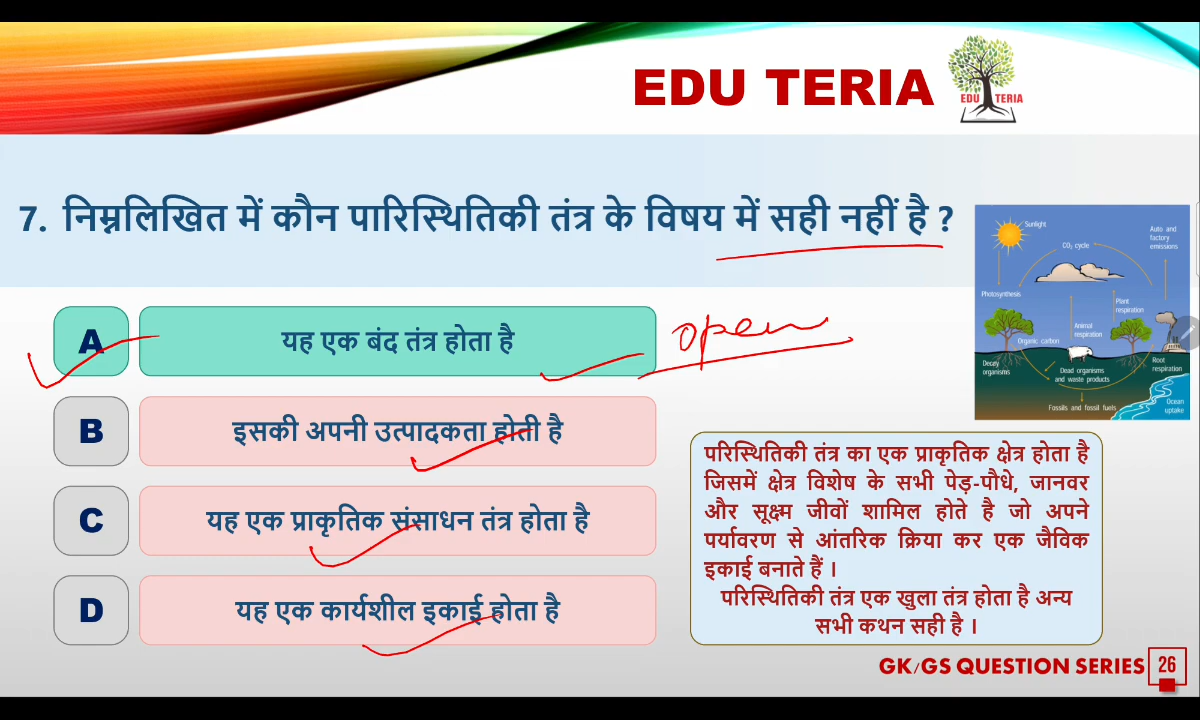 EDU TERIA
EDU TERIA
7. निम्नलिखित में कौन पारिस्थितिकी तंत्र के विषय में सही नहीं है ?
A यह एक बंद तंत्र होता है
open
B इसकी अपनी उत्पादकता होती है
C यह एक प्राकृतिक संसाधन तंत्र होता है
D यह एक कार्यशील इकाई होता है
Sunlight
Auto and
factory
emissions
CO₂ cycle
Photosynthesis
Plant
respiration
Animal
respiration
Organic carbon
Decay
organisms
Dead organisms
and waste products
Root
respiration
Fossils and fossil fuels
Ocean
uptake
परिस्थितिकी तंत्र का एक प्राकृतिक क्षेत्र होता है
जिसमें क्षेत्र विशेष के सभी पेड़-पौधे, जानवर
और सूक्ष्म जीवों शामिल होते है जो अपने
पर्यावरण से आंतरिक क्रिया कर एक जैविक
इकाई बनाते हैं ।
परिस्थितिकी तंत्र एक खुला तंत्र होता है अन्य
सभी कथन सही है ।
GK/GS QUESTION SERIES 26